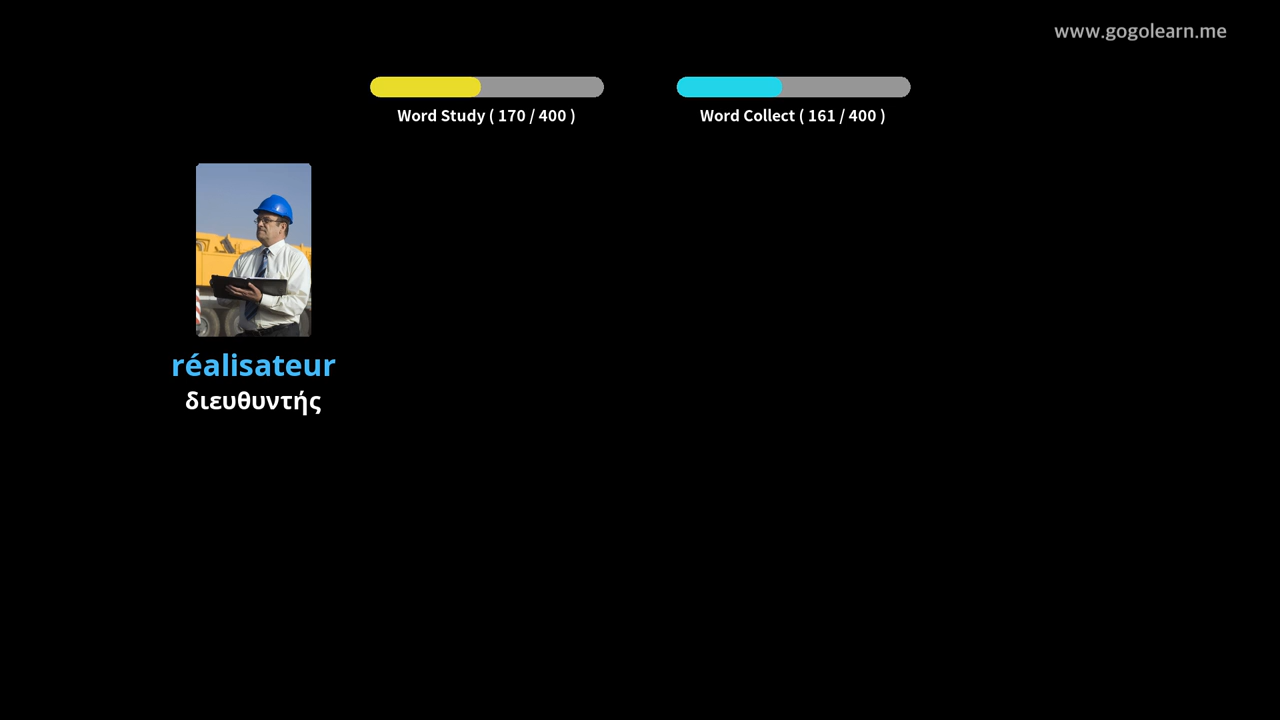 www.gogolearn.me
Word Study ( 170 / 400 )
Word Collect ( 161 / 400 )
réalisateur
διευθυντής